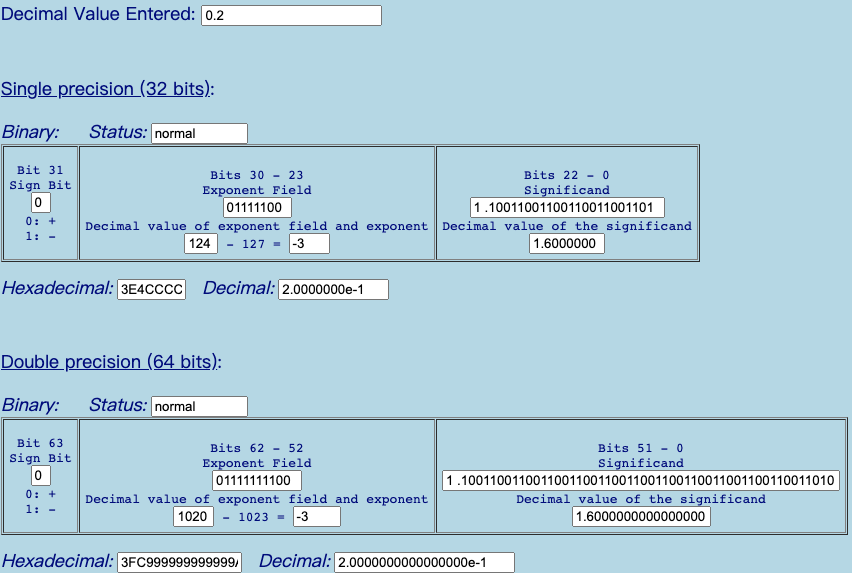 Decimal Value Entered: 0.2
Single precision (32 bits):
Binary: Status: normal
Bit 31
Sign Bit
0
0: +
1: -
Bits 30 - 23
Exponent Field
01111100
Decimal value of exponent field and exponent
124 - 127 = -3
Bits 22 - 0
Significand
1 .10011001100110011001101
Decimal value of the significand
1.6000000
Hexadecimal: 3E4CCCC Decimal: 2.0000000e-1
Double precision (64 bits):
Binary: Status: normal
Bit 63
Sign Bit
0
0: +
1: -
Bits 62 - 52
Exponent Field
01111111100
Decimal value of exponent field and exponent
1020 - 1023 = -3
Bits 51 - 0
Significand
1 .1001100110011001100110011001100110011001100110011010
Decimal value of the significand
1.6000000000000000
Hexadecimal: 3FC999999999999 Decimal: 2.0000000000000000e-1